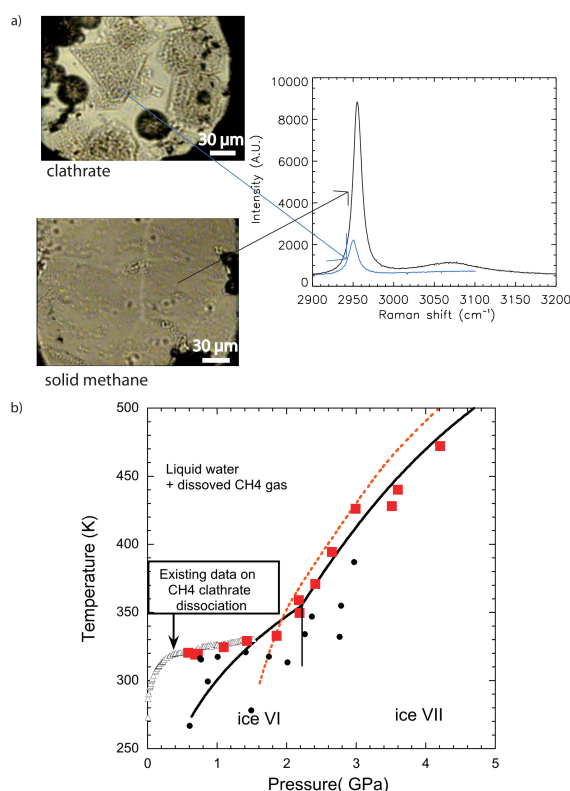 a)
30 µm
clathrate
30 µm
solid methane
10000
8000
6000
4000
2000
0
Intensity (A.U.)
2900 2950 3000 3050 3100 3150 3200
Raman shift (cm⁻¹)
b)
500
450
400
350
300
250
Temperature (K)
Liquid water
+ dissoved CH4 gas
Existing data on
CH4 clathrate
dissociation
ice VI
ice VII
0 1 2 3 4 5
Pressure( GPa)